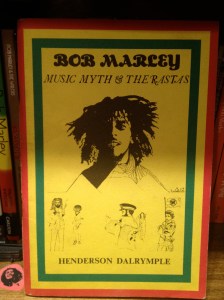 BOB MARLEY
MUSIC MYTH & THE RASTAS
HENDERSON DALRYMPLE